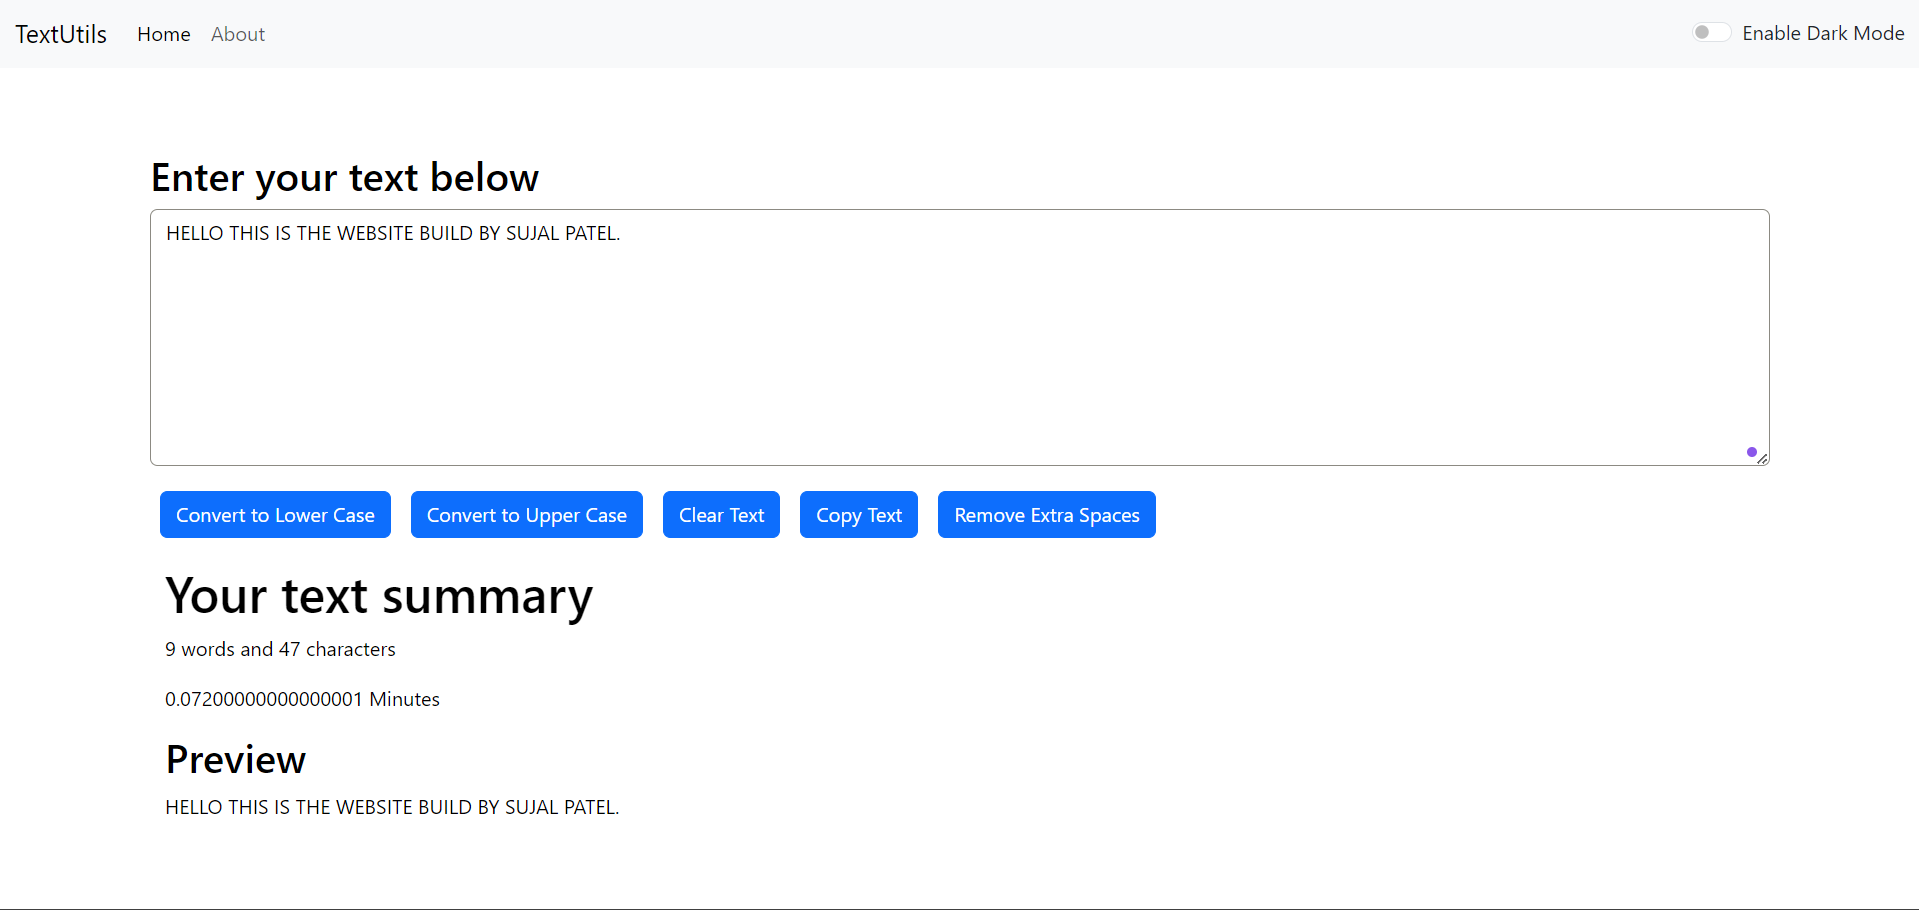 TextUtils Home About Enable Dark Mode
Enter your text below
HELLO THIS IS THE WEBSITE BUILD BY SUJAL PATEL.
Convert to Lower Case Convert to Upper Case Clear Text Copy Text Remove Extra Spaces
Your text summary
9 words and 47 characters
0.07200000000000001 Minutes
Preview
HELLO THIS IS THE WEBSITE BUILD BY SUJAL PATEL.